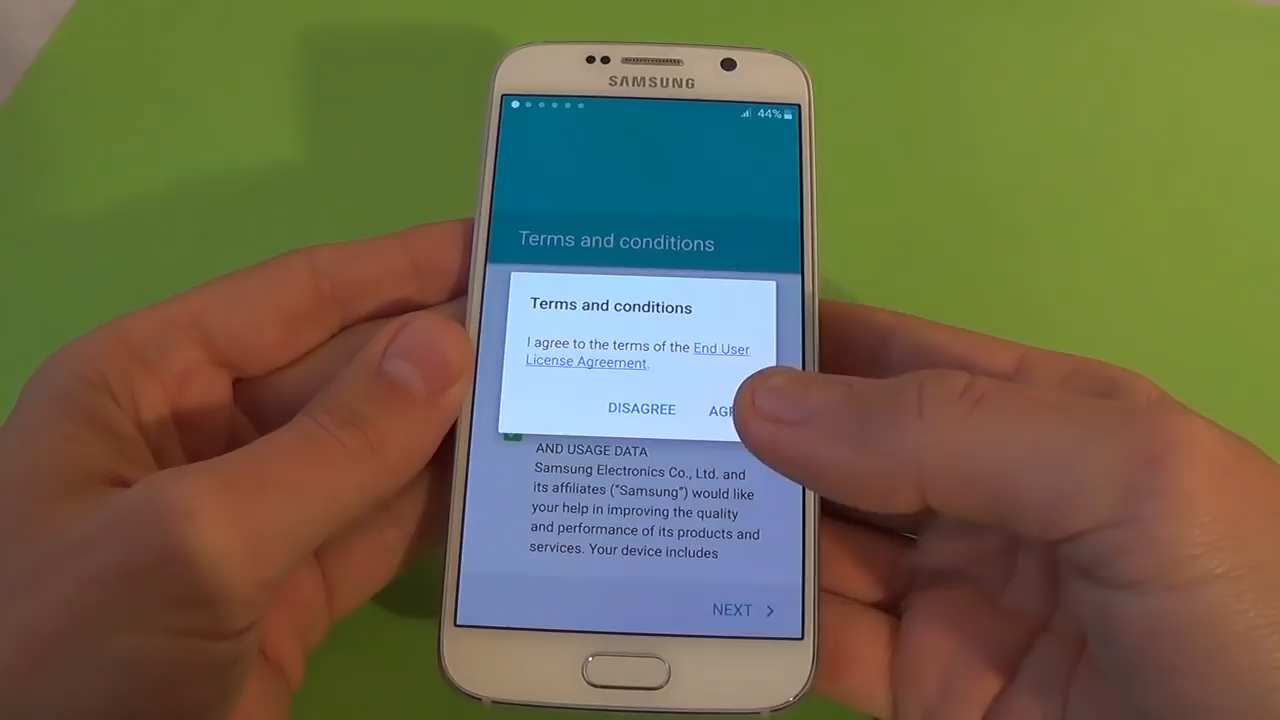 SAMSUNG
44%
Terms and conditions
Terms and conditions
I agree to the terms of the End User
License Agreement.
DISAGREE
AND USAGE DATA
Samsung Electronics Co., Ltd. and
its affiliates ("Samsung") would like
your help in improving the quality
and performance of its products and
services. Your device includes
NEXT >